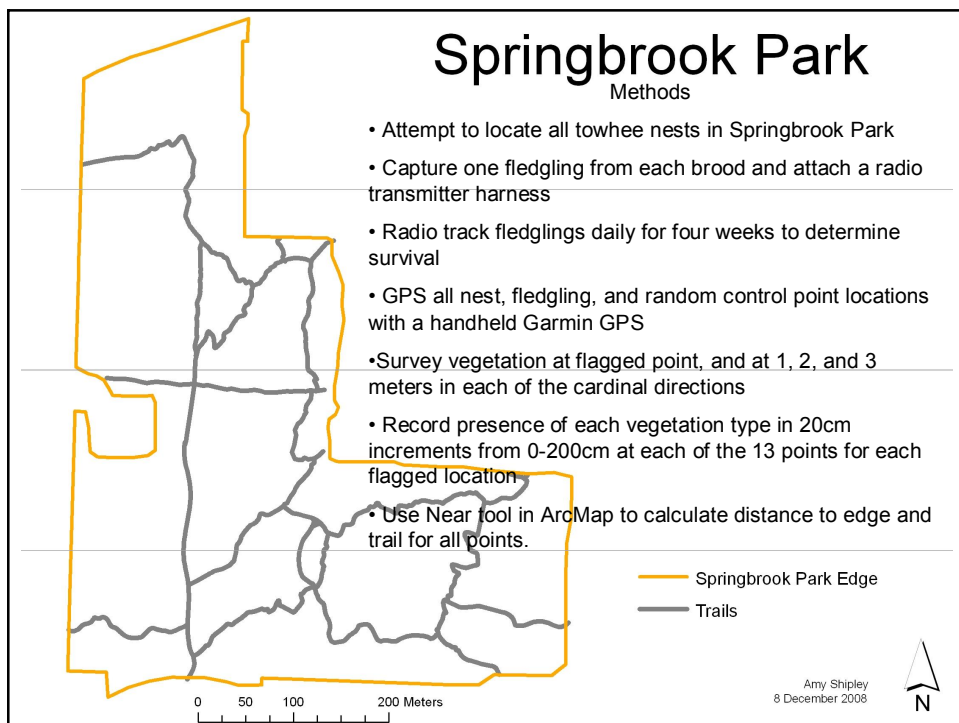 Springbrook Park
Methods
• Attempt to locate all towhee nests in Springbrook Park
• Capture one fledgling from each brood and attach a radio
transmitter harness
• Radio track fledglings daily for four weeks to determine
survival
• GPS all nest, fledgling, and random control point locations
with a handheld Garmin GPS
•Survey vegetation at flagged point, and at 1, 2, and 3
meters in each of the cardinal directions
• Record presence of each vegetation type in 20cm
increments from 0-200cm at each of the 13 points for each
flagged location
• Use Near tool in ArcMap to calculate distance to edge and
trail for all points.
Springbrook Park Edge
Trails
0 50 100 200 Meters
Amy Shipley
8 December 2008
N